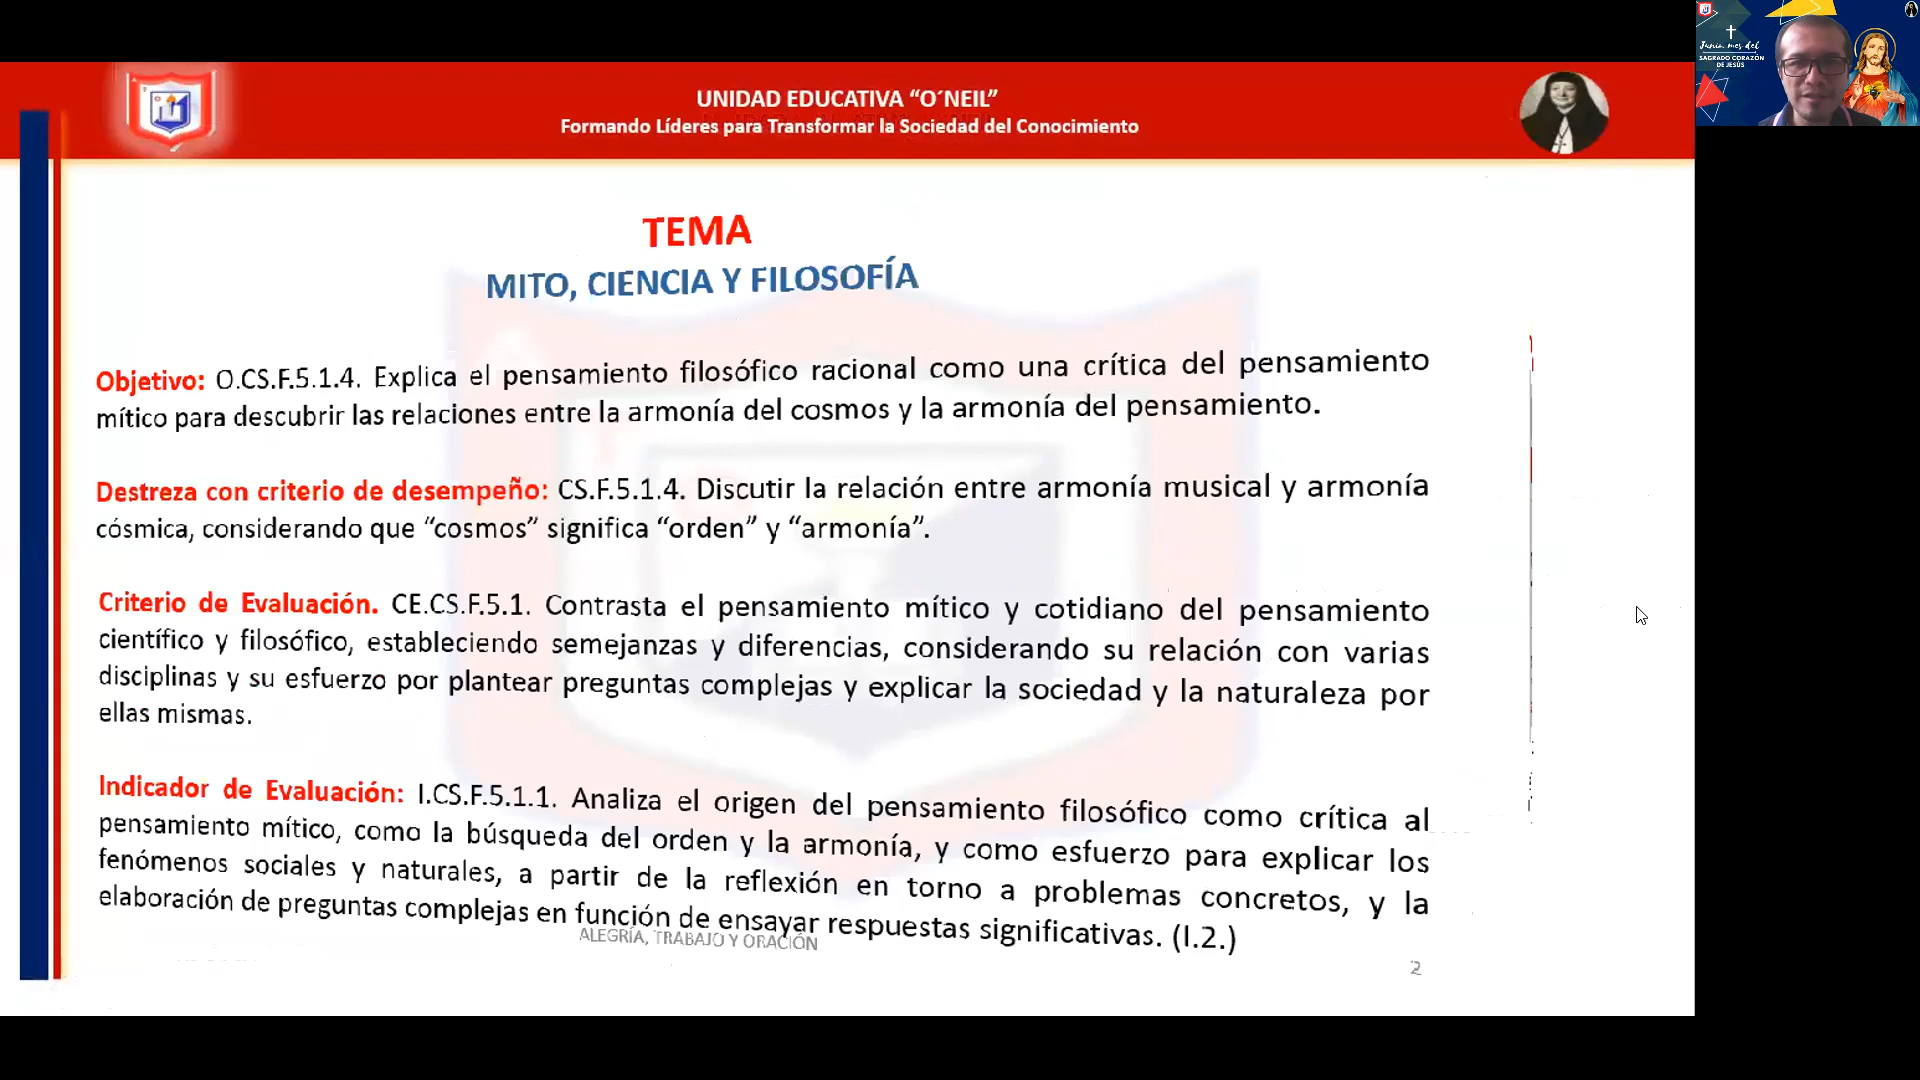 UNIDAD EDUCATIVA “O´NEIL”
Formando Líderes para Transformar la Sociedad del Conocimiento
Junio, mes del
SAGRADO CORAZÓN
DE JESÚS
TEMA
MITO, CIENCIA Y FILOSOFÍA
Objetivo: O.CS.F.5.1.4. Explica el pensamiento filosófico racional como una crítica del pensamiento
mítico para descubrir las relaciones entre la armonía del cosmos y la armonía del pensamiento.
Destreza con criterio de desempeño: CS.F.5.1.4. Discutir la relación entre armonía musical y armonía
cósmica, considerando que “cosmos” significa “orden” y “armonía”.
Criterio de Evaluación. CE.CS.F.5.1. Contrasta el pensamiento mítico y cotidiano del pensamiento
científico y filosófico, estableciendo semejanzas y diferencias, considerando su relación con varias
disciplinas y su esfuerzo por plantear preguntas complejas y explicar la sociedad y la naturaleza por
ellas mismas.
Indicador de Evaluación: I.CS.F.5.1.1. Analiza el origen del pensamiento filosófico como crítica al
pensamiento mítico, como la búsqueda del orden y la armonía, y como esfuerzo para explicar los
fenómenos sociales y naturales, a partir de la reflexión en torno a problemas concretos, y la
elaboración de preguntas complejas en función de ensayar respuestas significativas. (I.2.)
ALEGRÍA, TRABAJO Y ORACIÓN
2